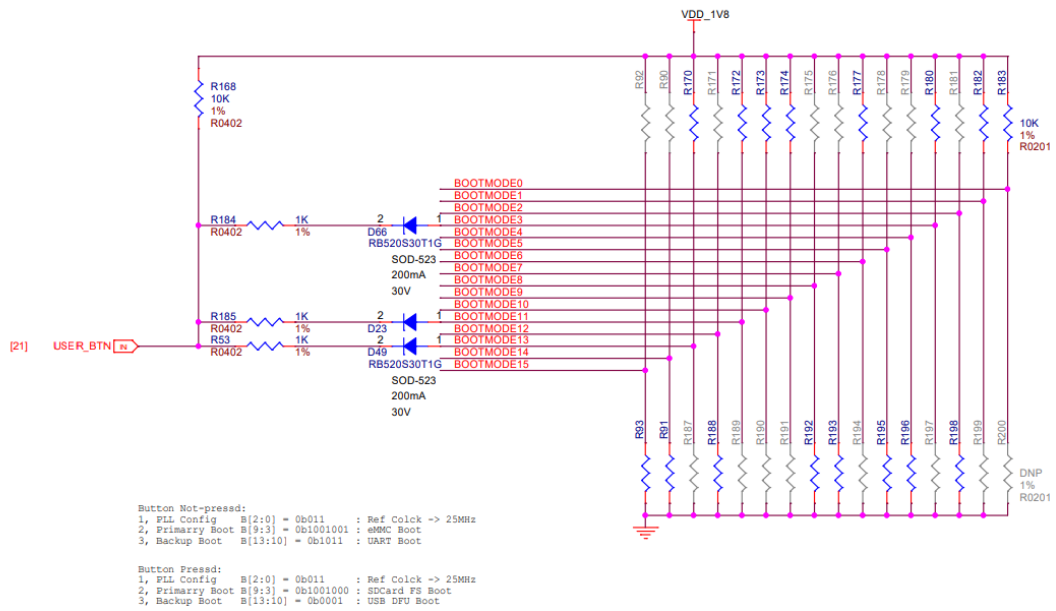 VDD_1V8
R92 R90 R170 R171 R172 R173 R174 R175 R176 R177 R178 R179 R180 R181 R182 R183
R168
10K
1%
R0402
10K
1%
R0201
BOOTMODE0
BOOTMODE1
BOOTMODE2
R184 1K 2 1 BOOTMODE3
R0402 1% D66 BOOTMODE4
RB520S30T1G BOOTMODE5
SOD-523 BOOTMODE6
200mA BOOTMODE7
BOOTMODE8
30V BOOTMODE9
BOOTMODE10
R185 1K 2 1 BOOTMODE11
R0402 1% D23 BOOTMODE12
[21] USER_BTN IN R53 1K 2 1 BOOTMODE13
R0402 1% D49 BOOTMODE14
RB520S30T1G BOOTMODE15
SOD-523
200mA
30V
R93 R91 R187 R188 R189 R190 R191 R192 R193 R194 R195 R196 R197 R198 R199 R200
DNP
1%
R0201
Button Not-pressd:
1, PLL Config B[2:0] = 0b011 : Ref Colck -> 25MHz
2, Primarry Boot B[9:3] = 0b1001001 : eMMC Boot
3, Backup Boot B[13:10] = 0b1011 : UART Boot
Button Pressd:
1, PLL Config B[2:0] = 0b011 : Ref Colck -> 25MHz
2, Primarry Boot B[9:3] = 0b1001000 : SDCard FS Boot
3, Backup Boot B[13:10] = 0b0001 : USB DFU Boot